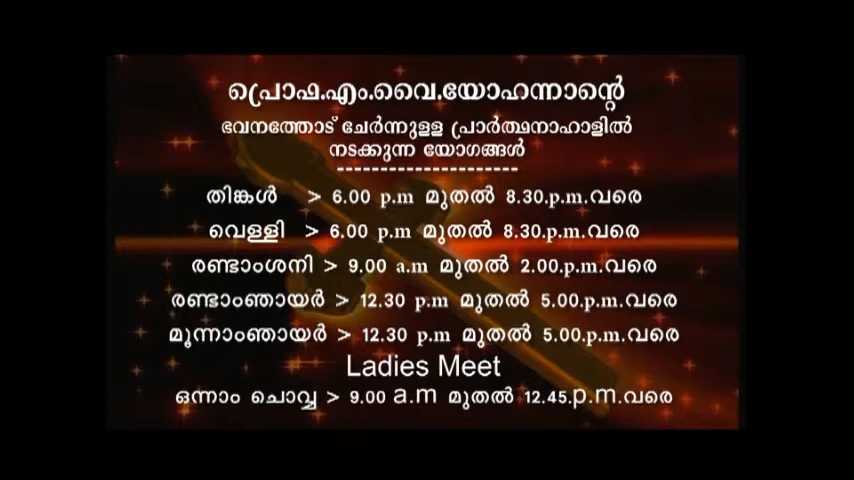 പ്രൊഫ.എം.വൈ.യോഹന്നാന്റെ
ഭവനത്തോട് ചേർന്നുള്ള പ്രാർത്ഥനാഹാളിൽ
നടക്കുന്ന യോഗങ്ങൾ
---------------------
തിങ്കൾ > 6.00 p.m മുതൽ 8.30.p.m.വരെ
വെള്ളി > 6.00 p.m മുതൽ 8.30.p.m.വരെ
രണ്ടാംശനി > 9.00 a.m മുതൽ 2.00.p.m.വരെ
രണ്ടാംഞായർ > 12.30 p.m മുതൽ 5.00.p.m.വരെ
മൂന്നാംഞായർ > 12.30 p.m മുതൽ 5.00.p.m.വരെ
Ladies Meet
ഒന്നാം ചൊവ്വ > 9.00 a.m മുതൽ 12.45.p.m.വരെ